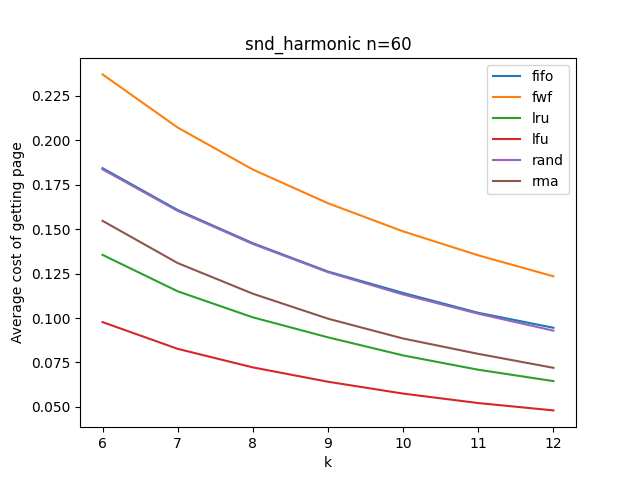 snd_harmonic n=60
Average cost of getting page
0.225
0.200
0.175
0.150
0.125
0.100
0.075
0.050
fifo
fwf
lru
lfu
rand
rma
6 7 8 9 10 11 12
k